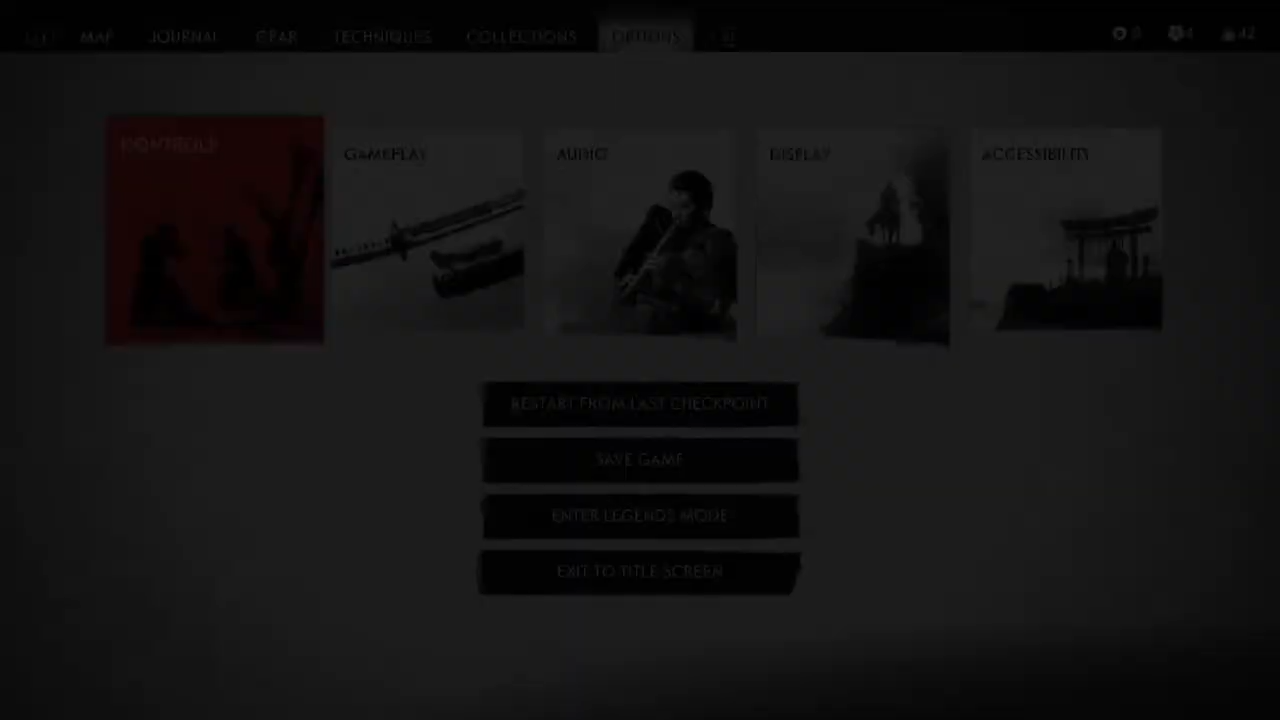 MAP JOURNAL GEAR TECHNIQUES COLLECTIONS OPTIONS
CONTROLS
GAMEPLAY
AUDIO
DISPLAY
ACCESSIBILITY
RESTART FROM LAST CHECKPOINT
SAVE GAME
ENTER LEGENDS MODE
EXIT TO TITLE SCREEN